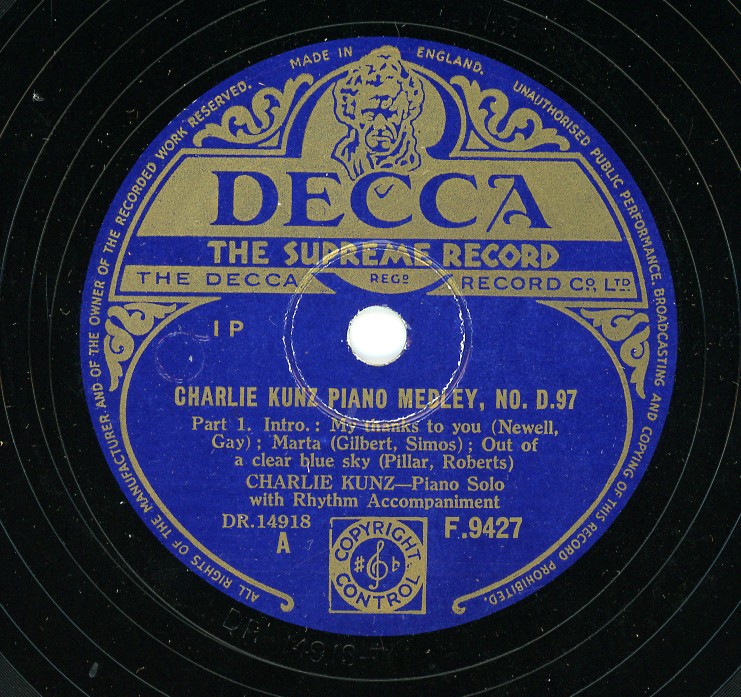 MADE IN ENGLAND.
UNAUTHORISED PUBLIC PERFORMANCE. BROADCASTING AND COPYING OF THIS RECORD PROHIBITED.
ALL RIGHTS OF THE MANUFACTURER AND OF THE OWNER OF THE RECORDED WORK RESERVED.
DECCA
THE SUPREME RECORD
THE DECCA REGD RECORD CO., LTD.
1 P
CHARLIE KUNZ PIANO MEDLEY, NO. D.97
Part 1. Intro.: My thanks to you (Newell,
Gay); Marta (Gilbert, Simos); Out of
a clear blue sky (Pillar, Roberts)
CHARLIE KUNZ—Piano Solo
with Rhythm Accompaniment
DR.14918
A
F.9427
COPYRIGHT
CONTROL